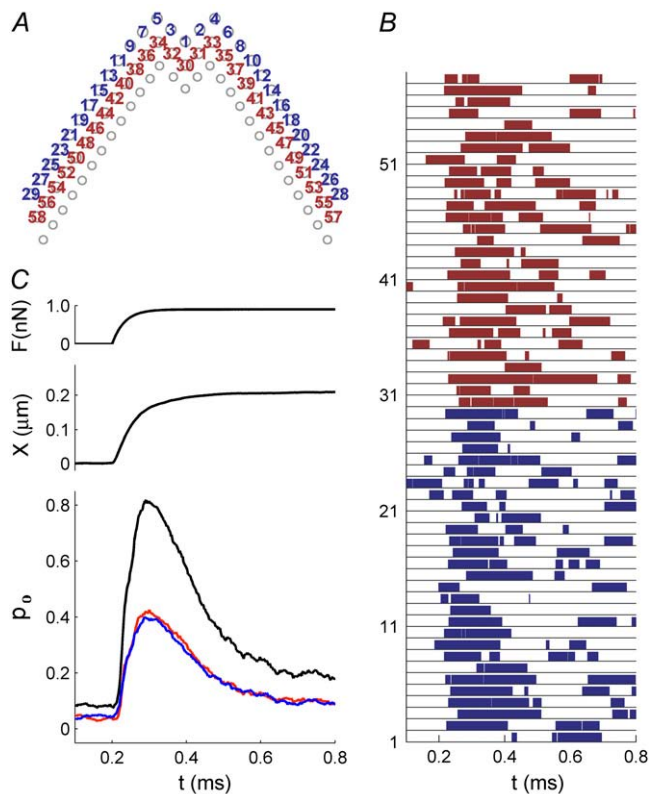 A
5 4
7 3 2 6
9 34 1 33 8
11 36 32 31 35 10
13 38 30 37 12
15 40 39 14
17 42 41 16
19 44 43 18
21 46 45 20
23 48 47 22
25 50 49 24
27 52 51 26
29 54 53 28
56 55
58 57
B
51
41
31
21
11
1
0.2 0.4 0.6 0.8
t (ms)
C
F(nN)
1.0
0
X (μm)
0.2
0.1
0
p0
0.8
0.6
0.4
0.2
0
0.2 0.4 0.6 0.8
t (ms)